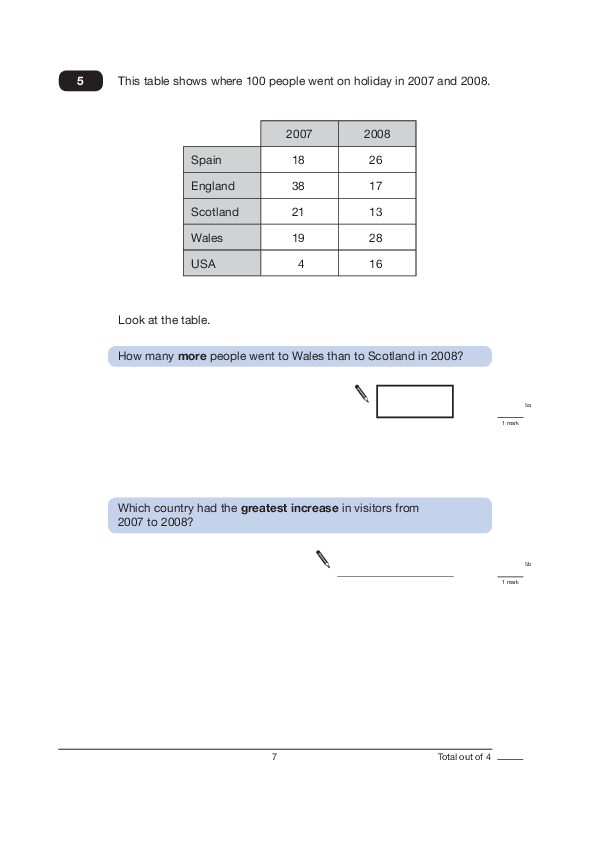 5 This table shows where 100 people went on holiday in 2007 and 2008.
2007 2008
Spain 18 26
England 38 17
Scotland 21 13
Wales 19 28
USA 4 16
Look at the table.
How many more people went to Wales than to Scotland in 2008?
5a
1 mark
Which country had the greatest increase in visitors from
2007 to 2008?
5b
1 mark
7 Total out of 4